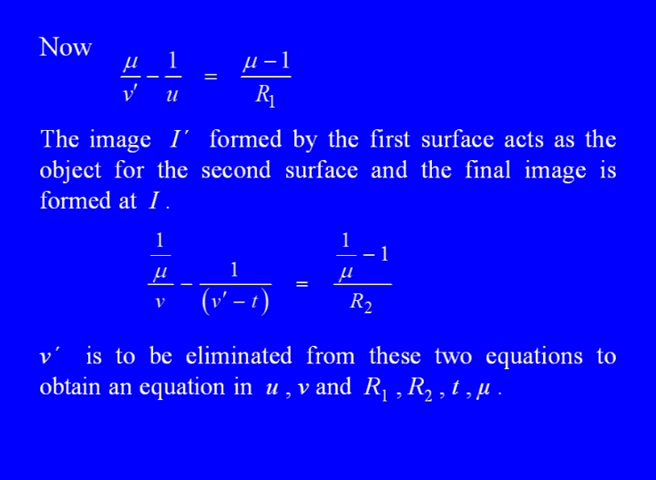 Now
μ/v′ − 1/u = (μ − 1)/R₁
The image I′ formed by the first surface acts as the
object for the second surface and the final image is
formed at I .
(1/μ)/v − 1/(v′ − t) = (1/μ − 1)/R₂
v′ is to be eliminated from these two equations to
obtain an equation in u , v and R₁ , R₂ , t , μ .